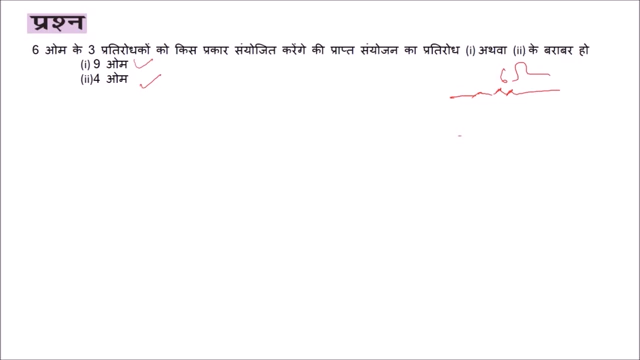 प्रश्न
6 ओम के 3 प्रतिरोधकों को किस प्रकार संयोजित करेंगे की प्राप्त संयोजन का प्रतिरोध (i) अथवा (ii) के बराबर हो
(i) 9 ओम
(ii) 4 ओम
6Ω